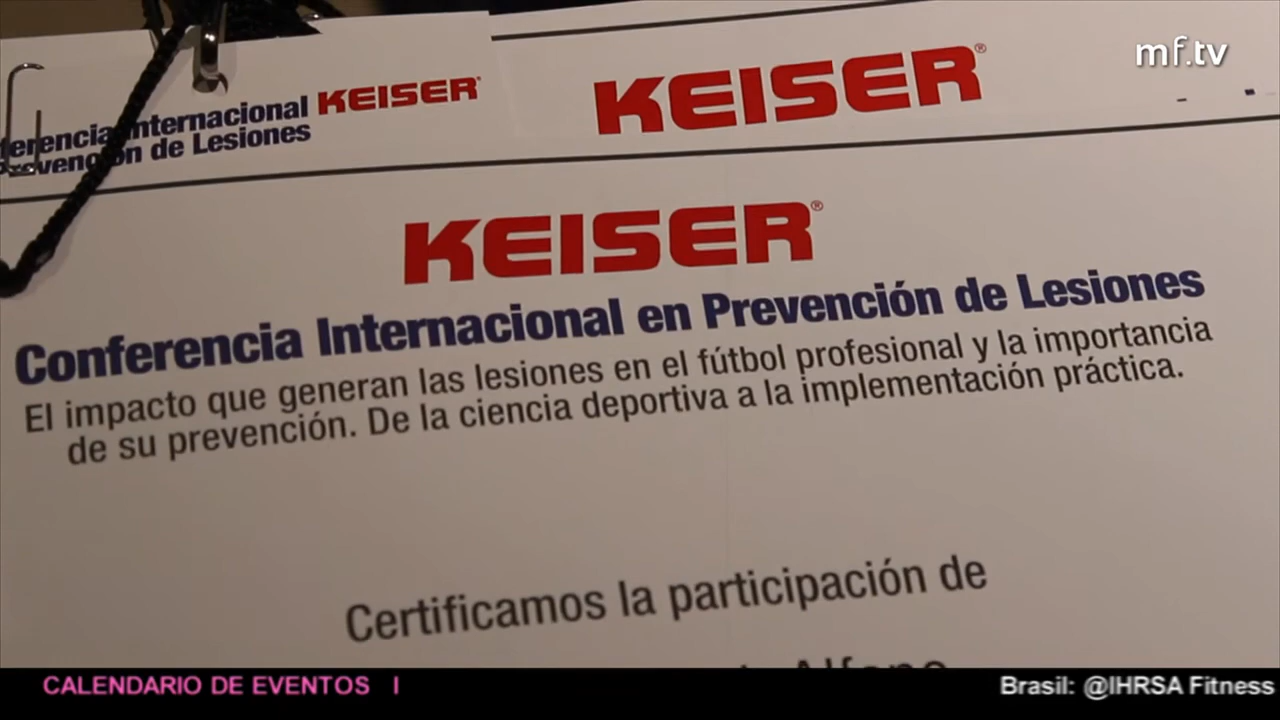 mf.tv
Internacional KEISER®
de Lesiones
KEISER®
KEISER®
Conferencia Internacional en Prevención de Lesiones
El impacto que generan las lesiones en el fútbol profesional y la importancia
de su prevención. De la ciencia deportiva a la implementación práctica.
Certificamos la participación de
CALENDARIO DE EVENTOS |
Brasil: @IHRSA Fitness